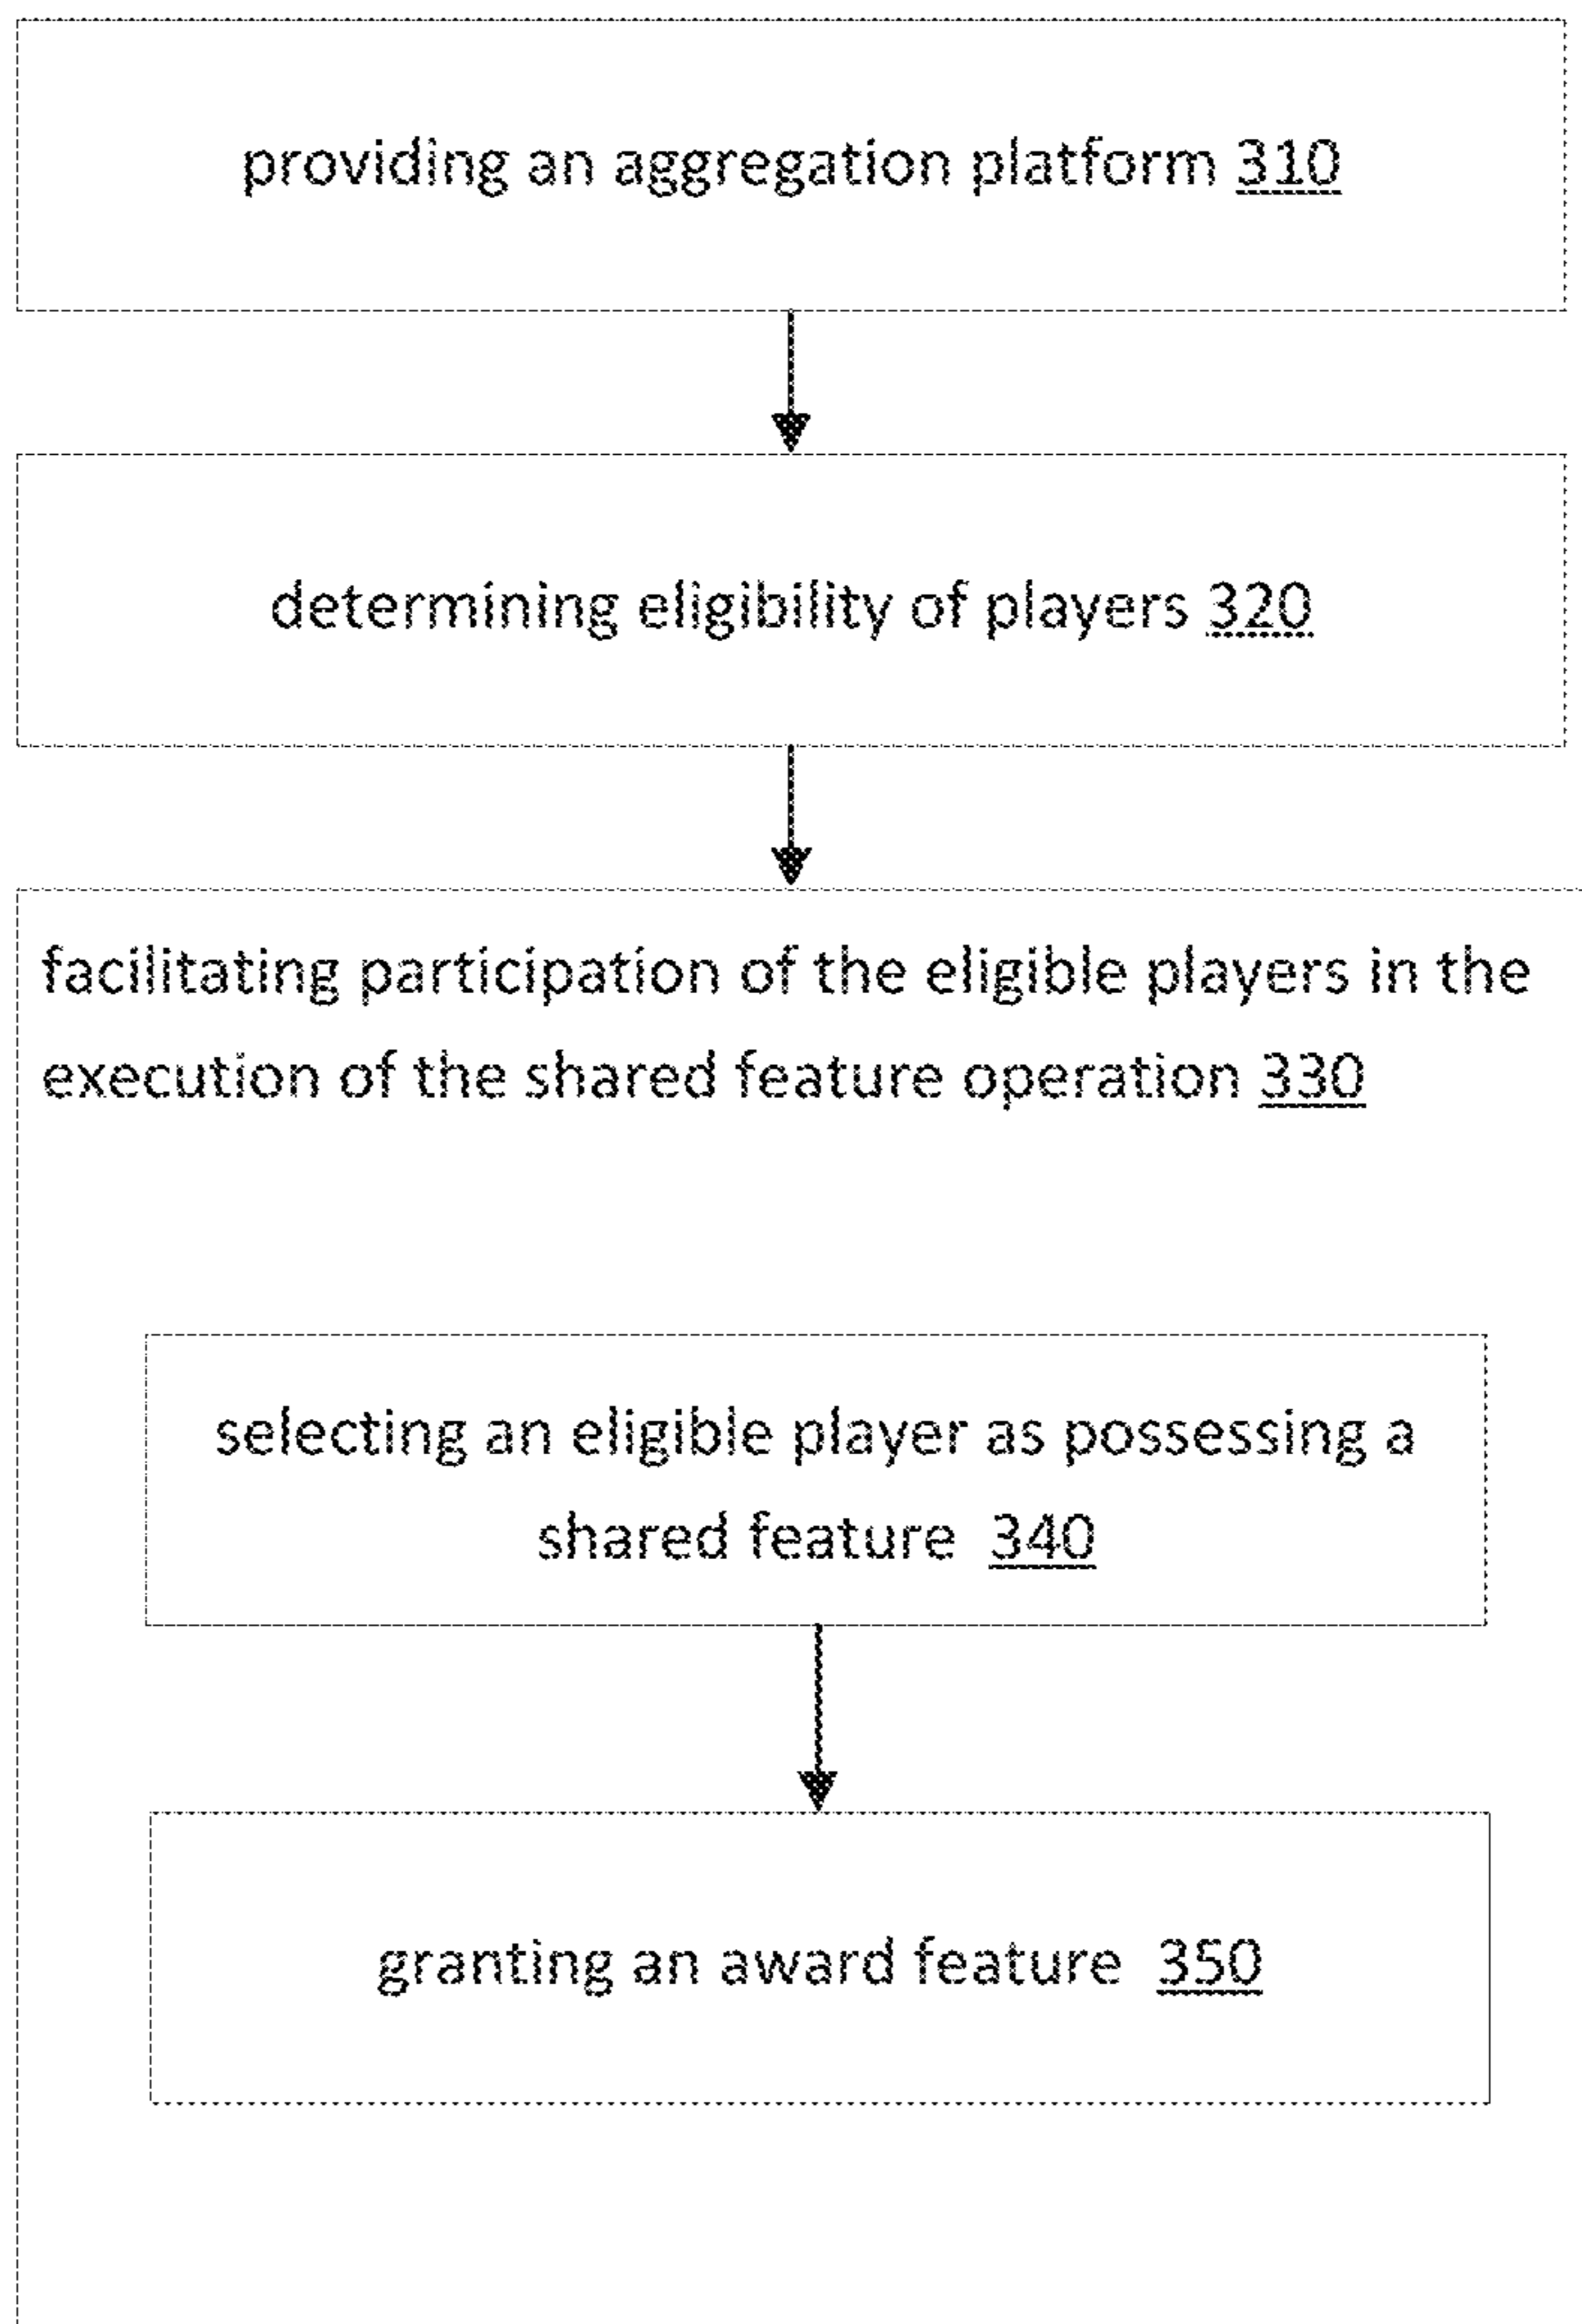 providing an aggregation platform 310
determining eligibility of players 320
facilitating participation of the eligible players in the
execution of the shared feature operation 330
selecting an eligible player as possessing a
shared feature 340
granting an award feature 350